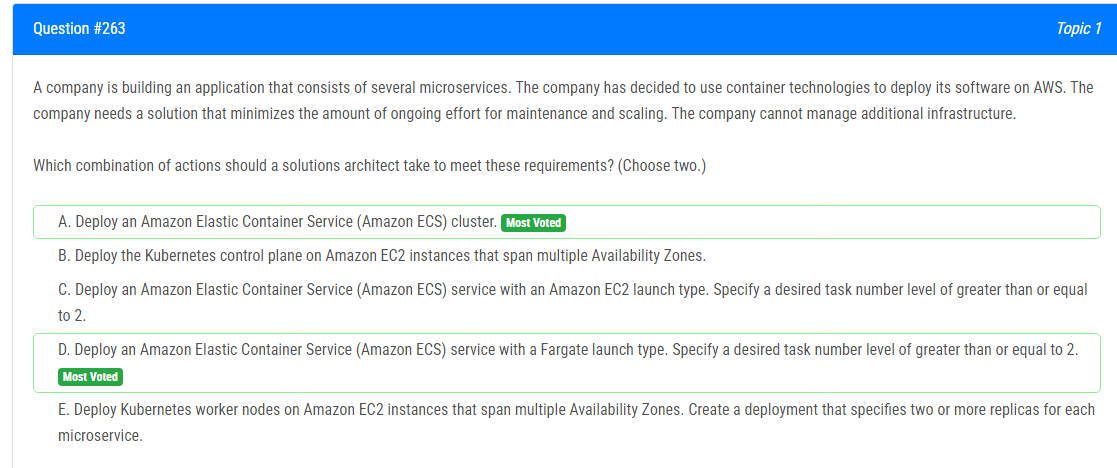 Question #263
Topic 1
A company is building an application that consists of several microservices. The company has decided to use container technologies to deploy its software on AWS. The
company needs a solution that minimizes the amount of ongoing effort for maintenance and scaling. The company cannot manage additional infrastructure.
Which combination of actions should a solutions architect take to meet these requirements? (Choose two.)
A. Deploy an Amazon Elastic Container Service (Amazon ECS) cluster. Most Voted
B. Deploy the Kubernetes control plane on Amazon EC2 instances that span multiple Availability Zones.
C. Deploy an Amazon Elastic Container Service (Amazon ECS) service with an Amazon EC2 launch type. Specify a desired task number level of greater than or equal
to 2.
D. Deploy an Amazon Elastic Container Service (Amazon ECS) service with a Fargate launch type. Specify a desired task number level of greater than or equal to 2.
Most Voted
E. Deploy Kubernetes worker nodes on Amazon EC2 instances that span multiple Availability Zones. Create a deployment that specifies two or more replicas for each
microservice.